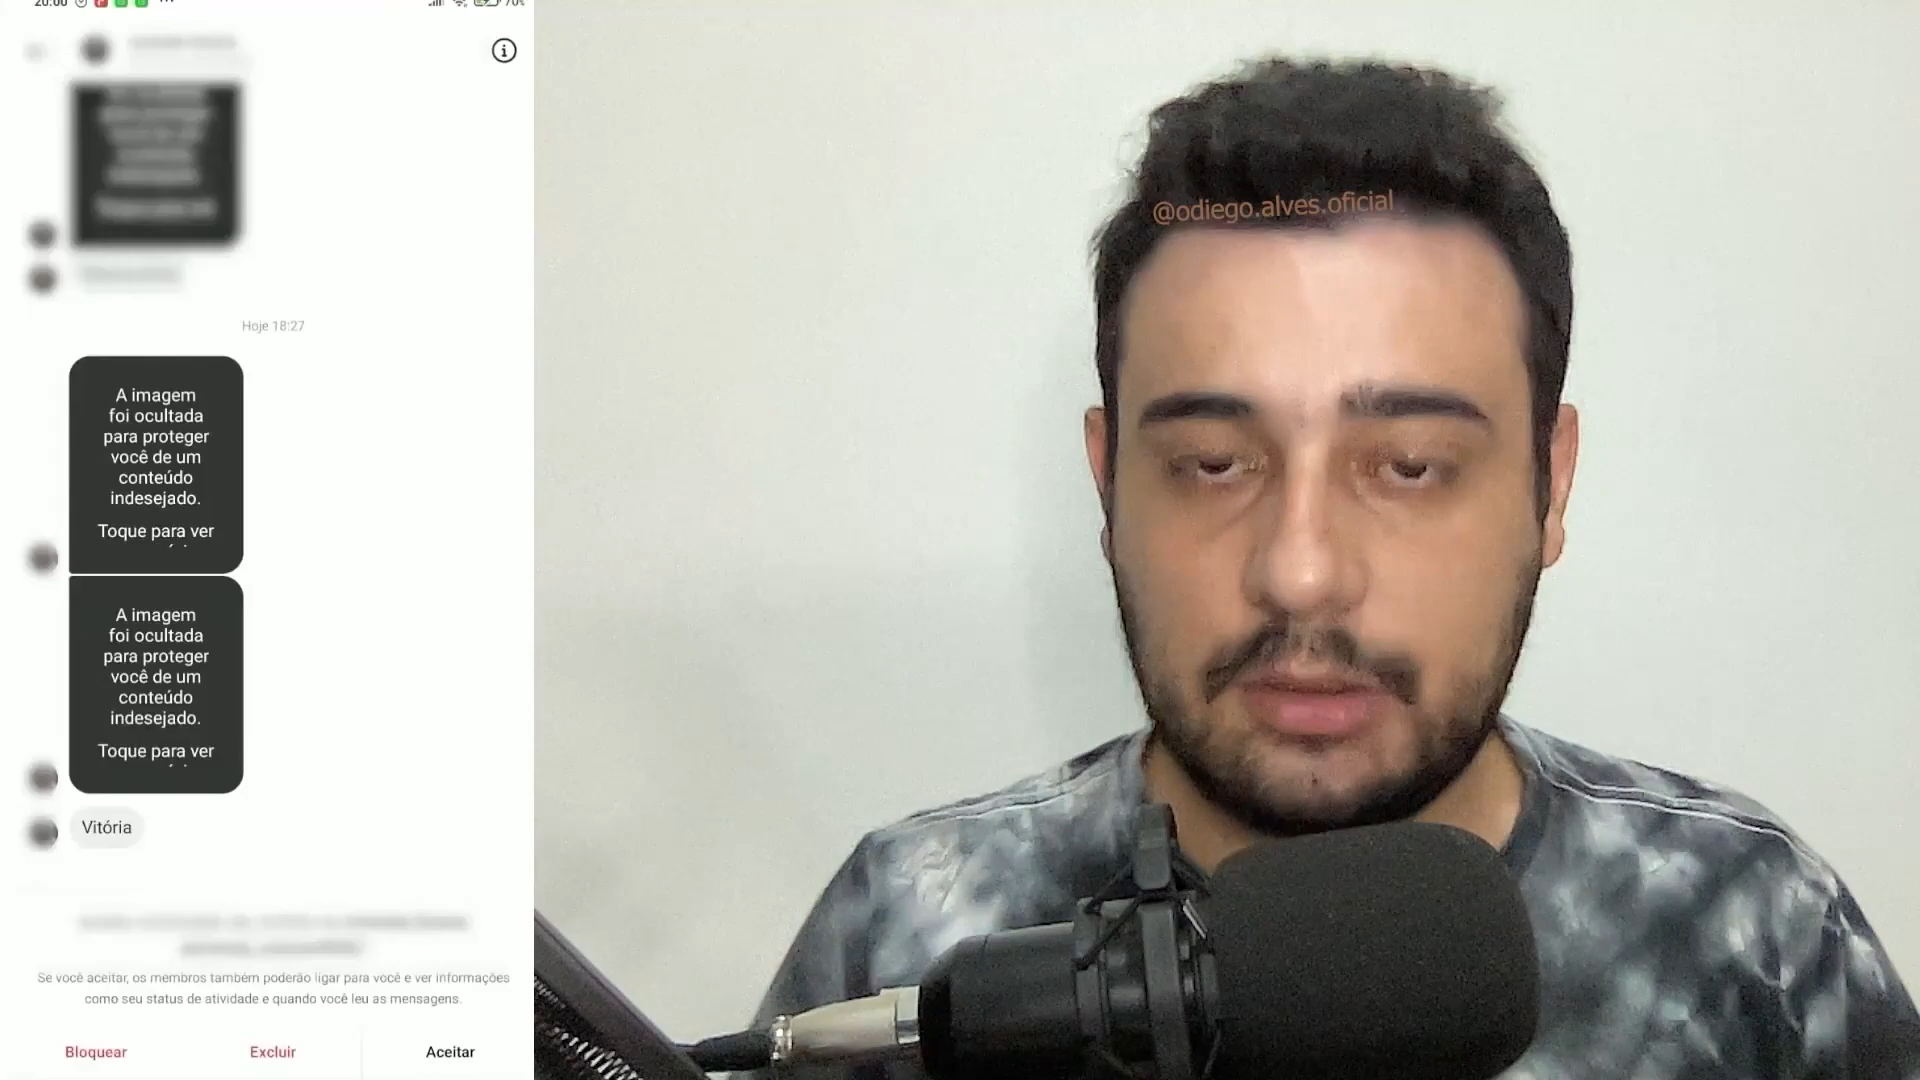 20:00
70%
Hoje 18:27
A imagem
foi ocultada
para proteger
você de um
conteúdo
indesejado.
Toque para ver
A imagem
foi ocultada
para proteger
você de um
conteúdo
indesejado.
Toque para ver
Vitória
Se você aceitar, os membros também poderão ligar para você e ver informações
como seu status de atividade e quando você leu as mensagens.
Bloquear
Excluir
Aceitar
@odiego.alves.oficial